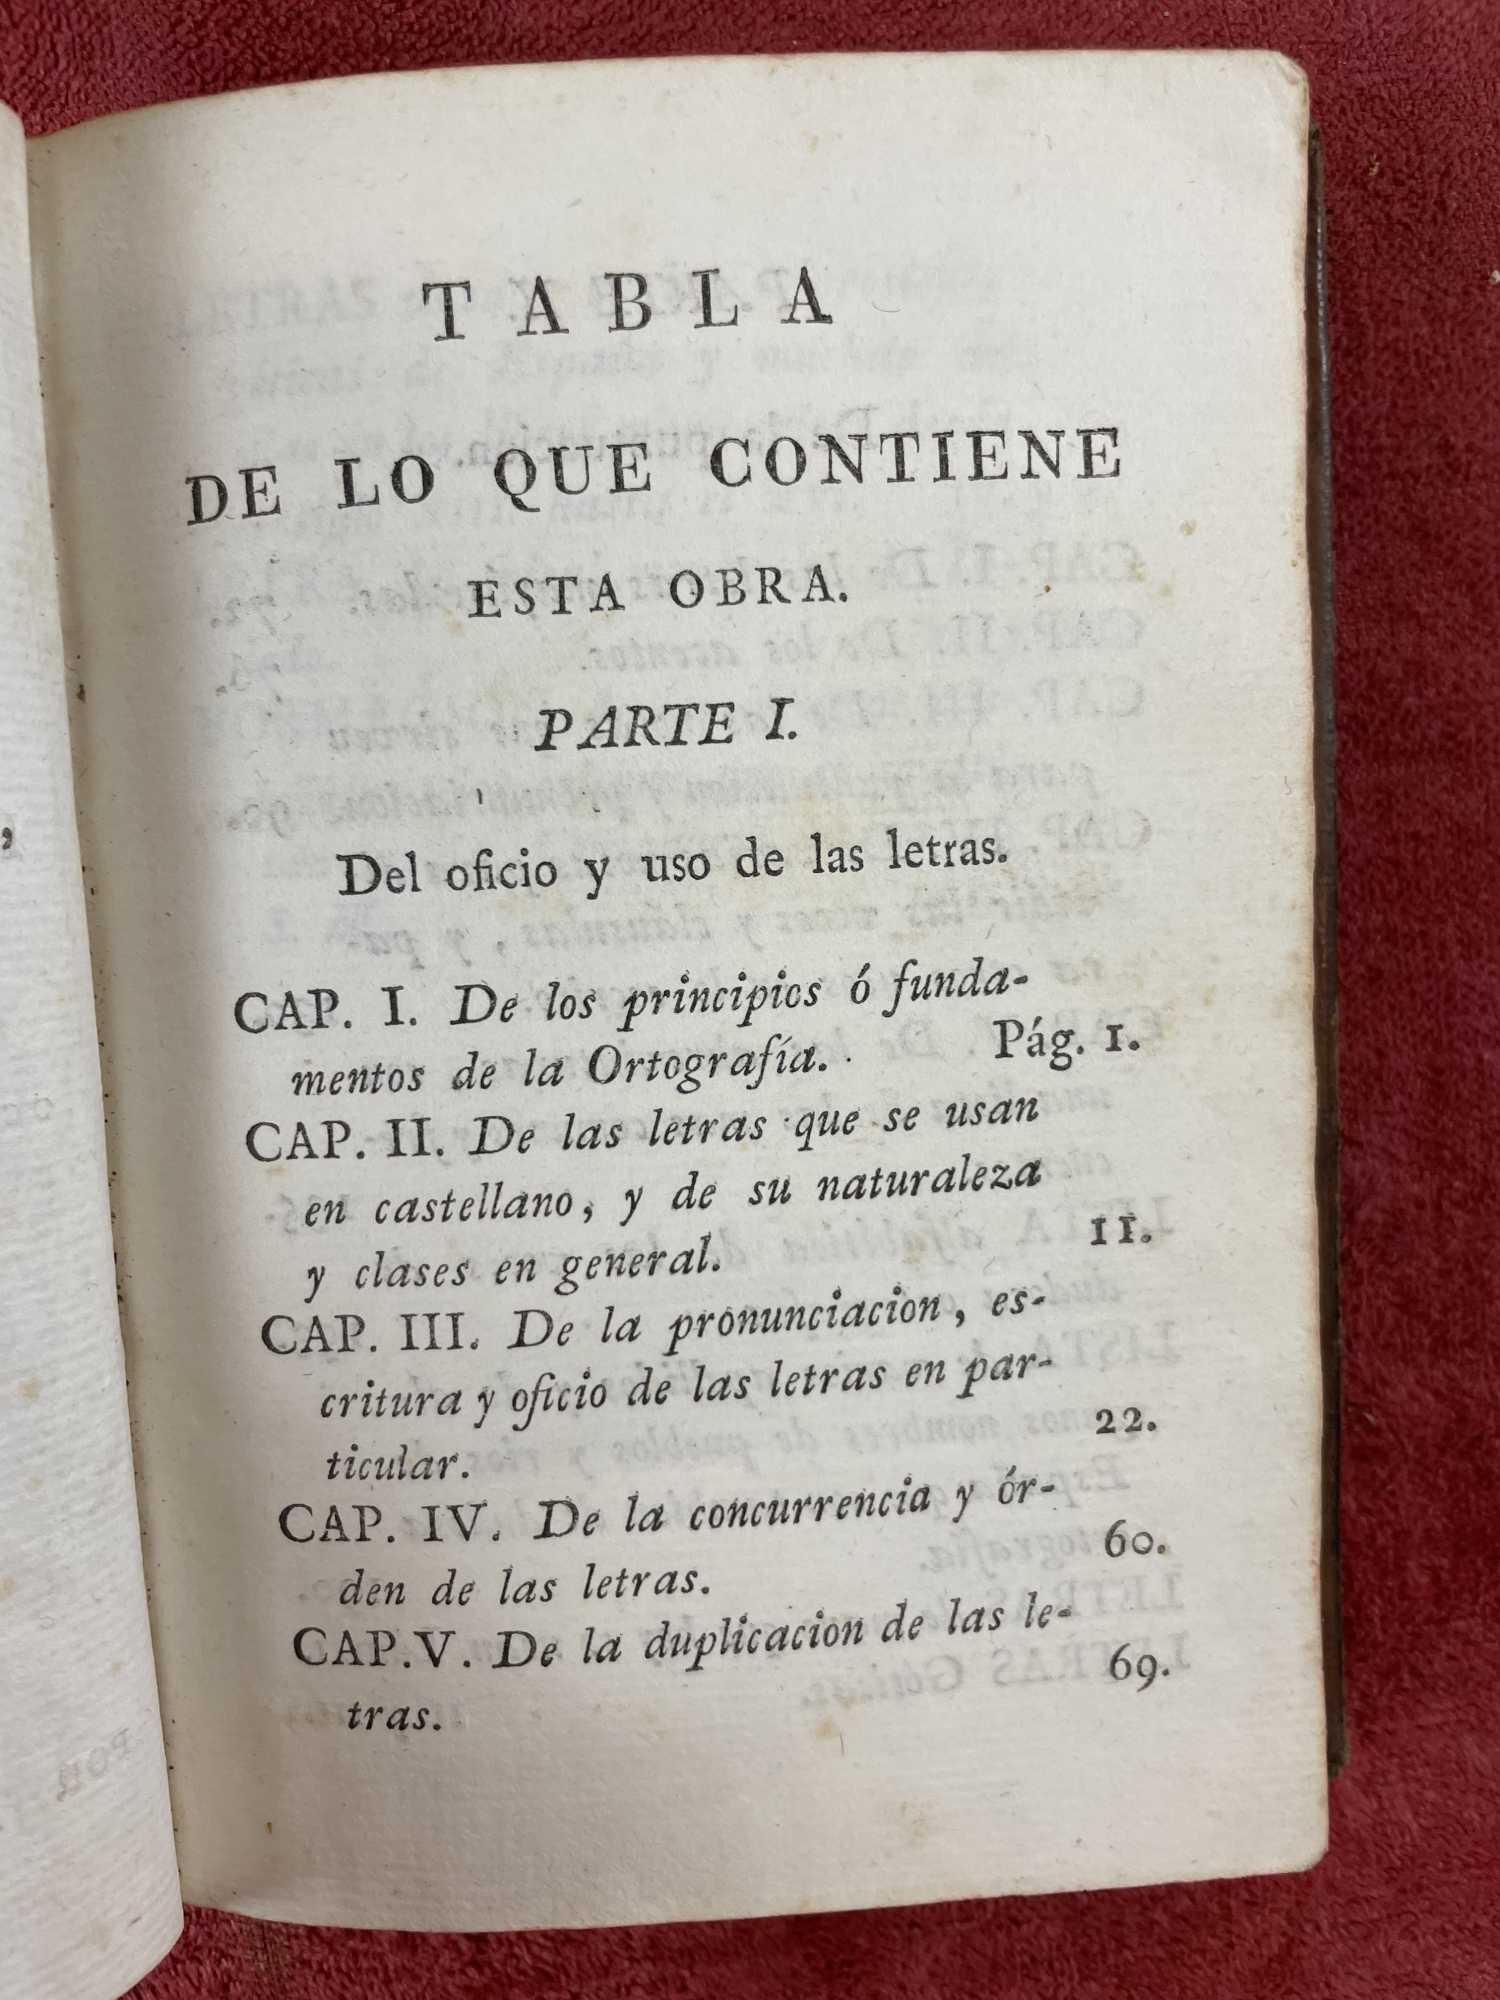 TABLA
DE LO QUE CONTIENE
ESTA OBRA.
PARTE I.
Del oficio y uso de las letras.
CAP. I. De los principios ó funda-
mentos de la Ortografía. Pág. 1.
CAP. II. De las letras que se usan
en castellano, y de su naturaleza
y clases en general. 11.
CAP. III. De la pronunciacion, es-
critura y oficio de las letras en par-
ticular. 22.
CAP. IV. De la concurrencia y ór-
den de las letras. 60.
CAP. V. De la duplicacion de las le-
tras. 69.